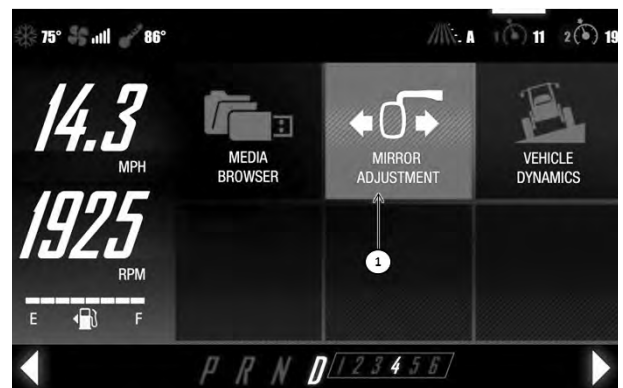 75° 86° A 1 11 2 19
14.3
MPH
1925
RPM
E F
MEDIA
BROWSER
MIRROR
ADJUSTMENT
VEHICLE
DYNAMICS
1
P R N D 1 2 3 4 5 6